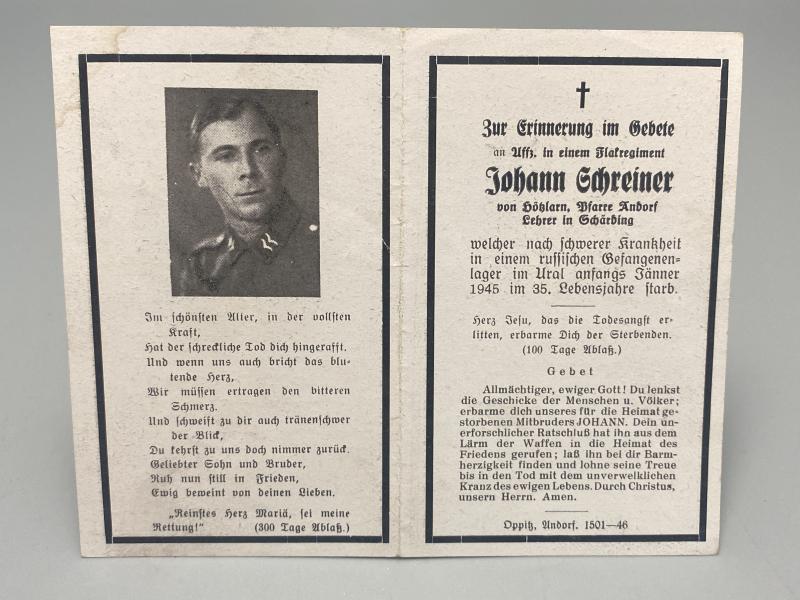 Im schönsten Alter, in der vollsten
Kraft,
Hat der schreckliche Tod dich hingerafft.
Und wenn uns auch bricht das blu-
tende Herz,
Wir müssen ertragen den bitteren
Schmerz.
Und schweift zu dir auch tränenschwer
der Blick,
Du kehrst zu uns doch nimmer zurück.
Geliebter Sohn und Bruder,
Ruh nun still in Frieden,
Ewig beweint von deinen Lieben.
„Reinstes Herz Mariä, sei meine
Rettung!" (300 Tage Ablaß.)
Zur Erinnerung im Gebete
an Uffz. in einem Flakregiment
Johann Schreiner
von Hötzlarn, Pfarre Andorf
Lehrer in Schärding
welcher nach schwerer Krankheit
in einem russischen Gefangenen-
lager im Ural anfangs Jänner
1945 im 35. Lebensjahre starb.
Herz Jesu, das die Todesangst er-
litten, erbarme Dich der Sterbenden.
(100 Tage Ablaß.)
Gebet
Allmächtiger, ewiger Gott! Du lenkst
die Geschicke der Menschen u. Völker;
erbarme dich unseres für die Heimat ge-
storbenen Mitbruders JOHANN. Dein un-
erforschlicher Ratschluß hat ihn aus dem
Lärm der Waffen in die Heimat des
Friedens gerufen; laß ihn bei dir Barm-
herzigkeit finden und lohne seine Treue
bis in den Tod mit dem unverwelklichen
Kranz des ewigen Lebens. Durch Christus,
unsern Herrn. Amen.
Oppitz, Andorf. 1501—46